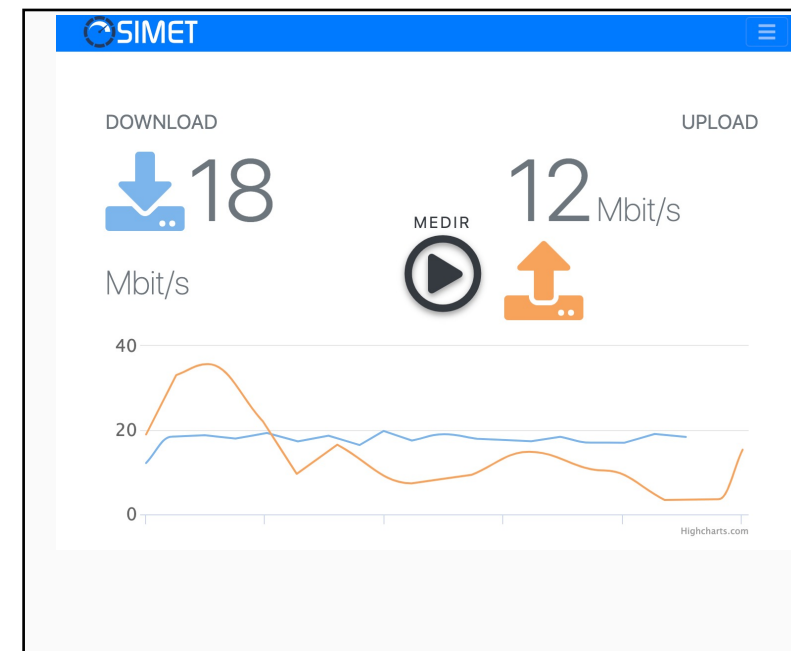 SIMET
DOWNLOAD
UPLOAD
18
Mbit/s
12 Mbit/s
MEDIR
40
20
0
Highcharts.com